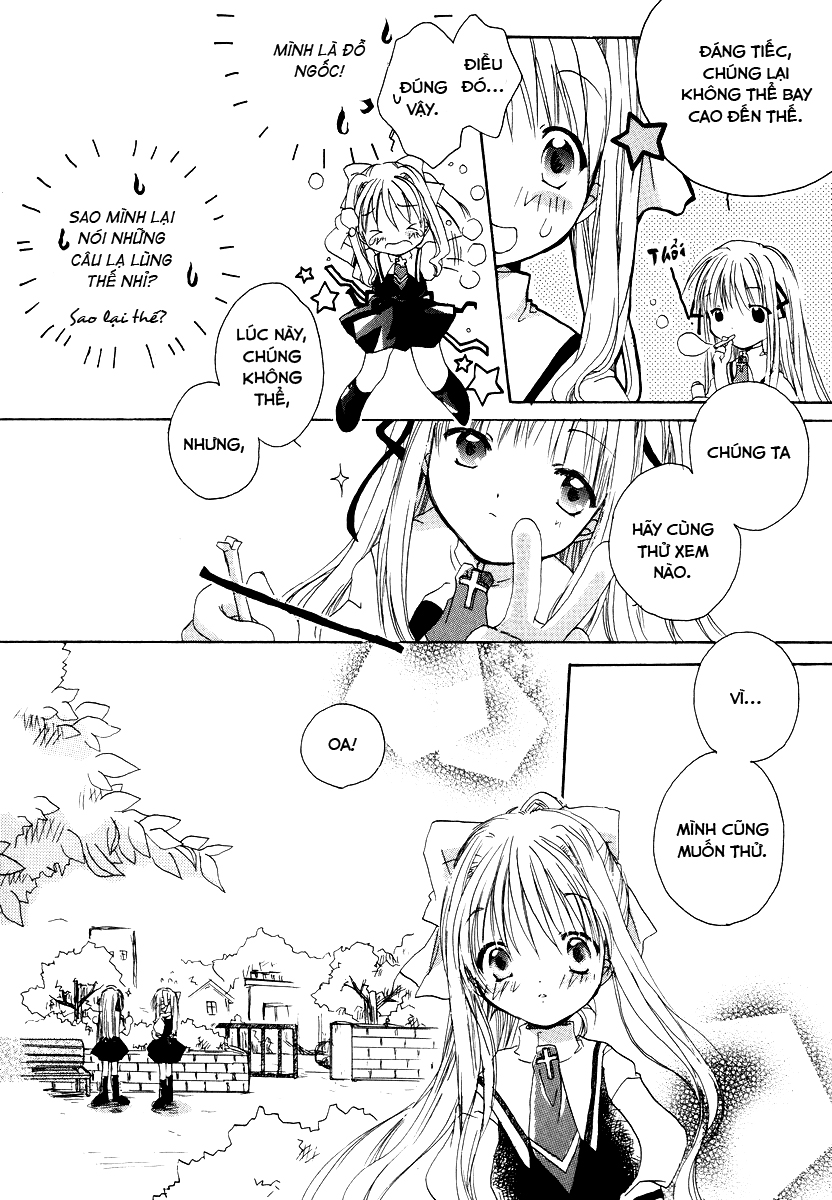 ĐÁNG TIẾC,
CHÚNG LẠI
KHÔNG THỂ BAY
CAO ĐẾN THẾ.
Thổi
ĐIỀU
ĐÓ...
ĐÚNG
VẬY.
MÌNH LÀ ĐỒ
NGỐC!
SAO MÌNH LẠI
NÓI NHỮNG
CÂU LẠ LÙNG
THẾ NHỈ?
Sao lại thế?
CHÚNG TA
HÃY CÙNG
THỬ XEM
NÀO.
LÚC NÀY,
CHÚNG
KHÔNG
THỂ,
NHƯNG,
VÌ...
MÌNH CŨNG
MUỐN THỬ.
OA!